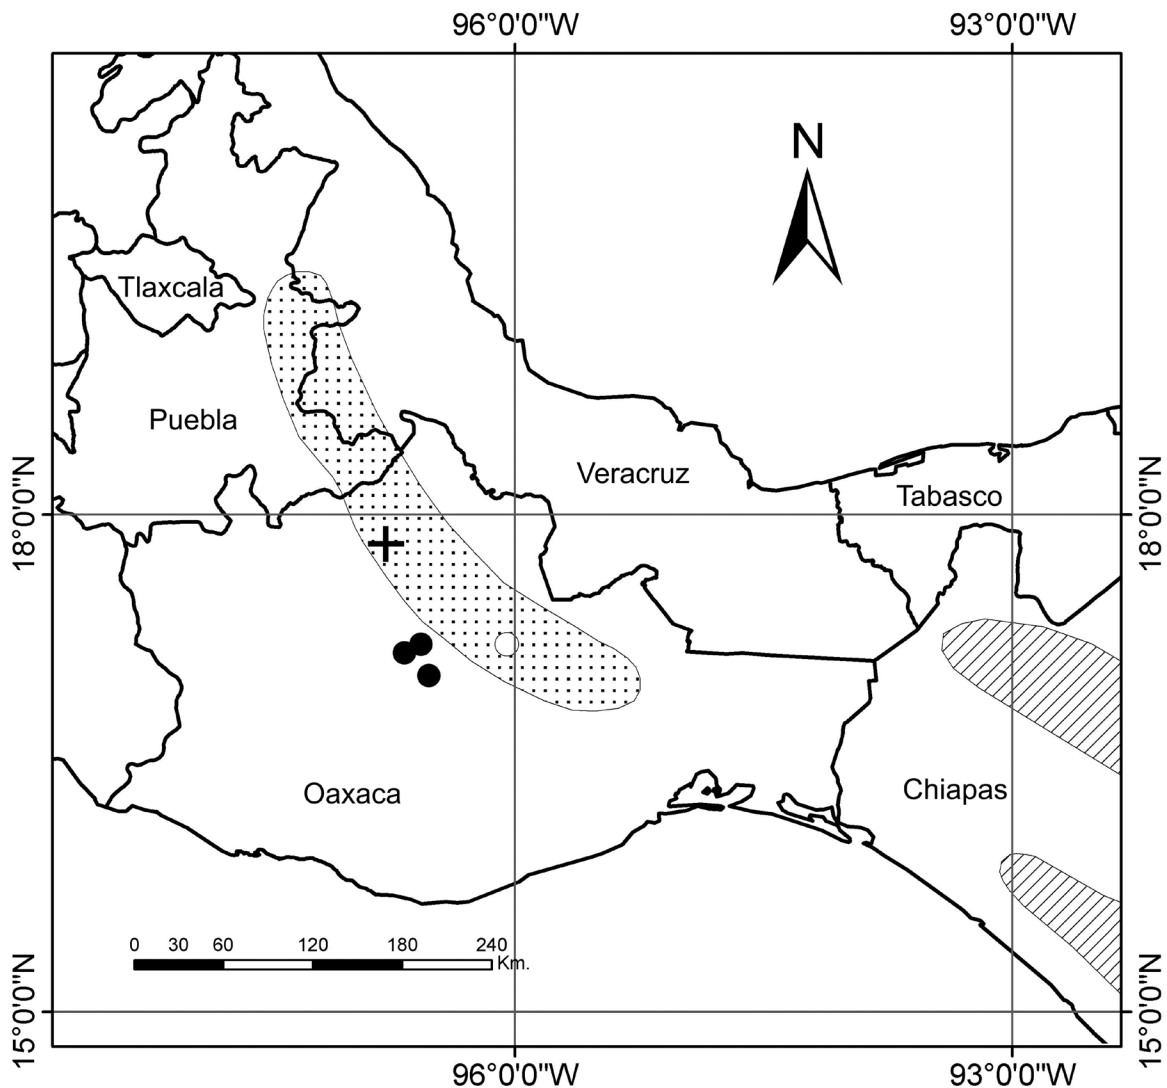 96°0'0"W 93°0'0"W
N
Tlaxcala
Puebla
Veracruz
Tabasco
18°0'0"N 18°0'0"N
Oaxaca
Chiapas
0 30 60 120 180 240
Km.
15°0'0"N 15°0'0"N
96°0'0"W 93°0'0"W